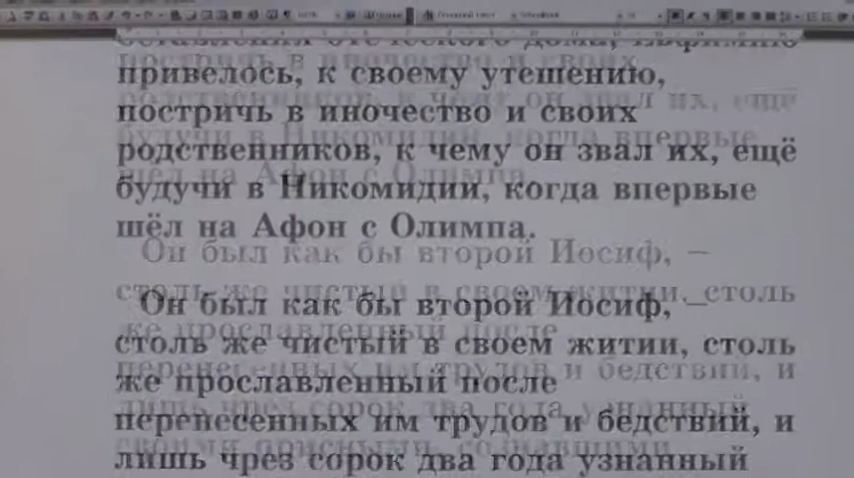 привелось, к своему утешению,
постричь в иночество и своих
родственников, к чему он звал их, ещё
будучи в Никомидии, когда впервые
шёл на Афон с Олимпа.
Он был как бы второй Иосиф, –
столь же чистый в своем житии, столь
же прославленный после
перенесенных им трудов и бедствий, и
лишь чрез сорок два года узнанный